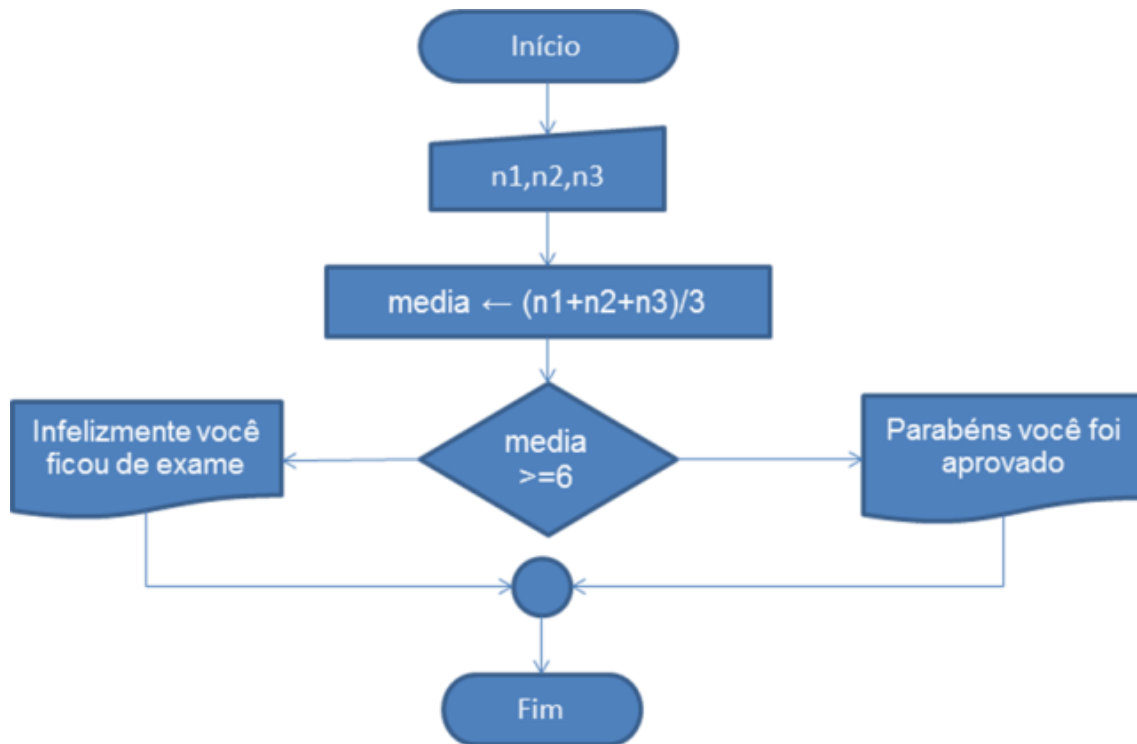 Início
n1,n2,n3
media ← (n1+n2+n3)/3
media
>=6
Infelizmente você
ficou de exame
Parabéns você foi
aprovado
Fim